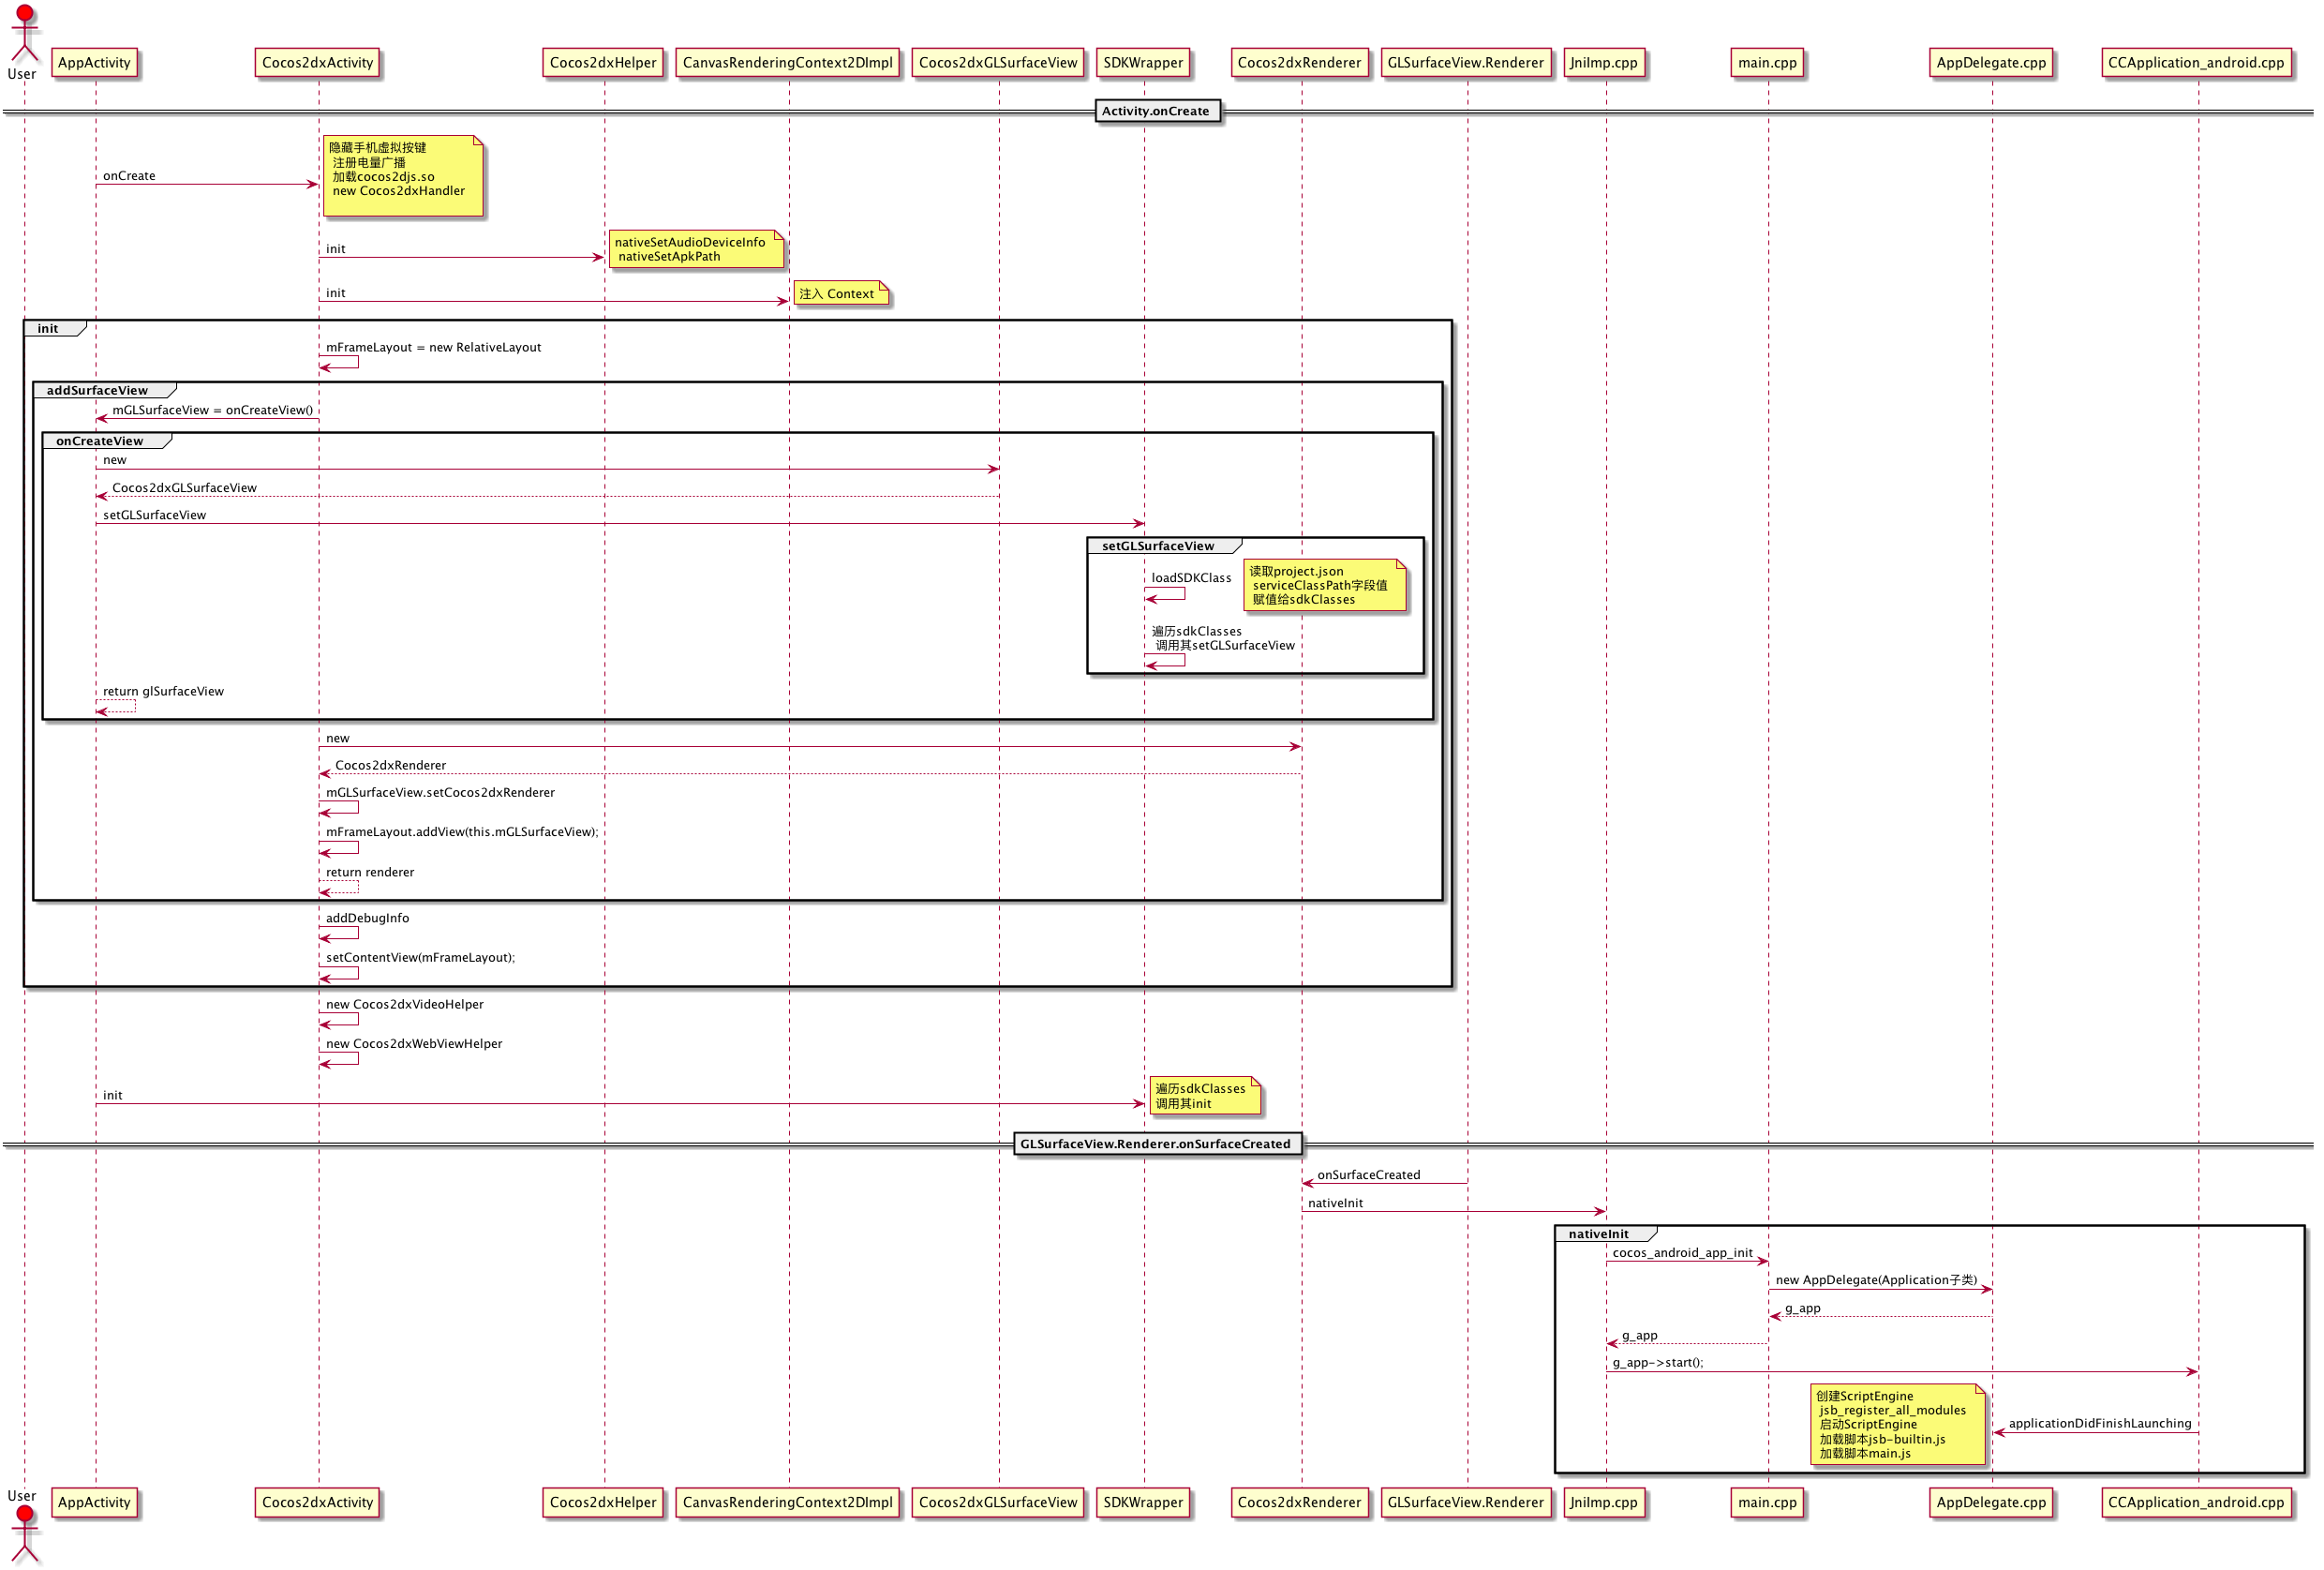 User
AppActivity
Cocos2dxActivity
Cocos2dxHelper
CanvasRenderingContext2DImpl
Cocos2dxGLSurfaceView
SDKWrapper
Cocos2dxRenderer
GLSurfaceView.Renderer
JniImp.cpp
main.cpp
AppDelegate.cpp
CCApplication_android.cpp
Activity.onCreate
onCreate
隐藏手机虚拟按键
注册电量广播
加载cocos2djs.so
new Cocos2dxHandler
init
nativeSetAudioDeviceInfo
nativeSetApkPath
init
注入 Context
init
mFrameLayout = new RelativeLayout
addSurfaceView
mGLSurfaceView = onCreateView()
onCreateView
new
Cocos2dxGLSurfaceView
setGLSurfaceView
setGLSurfaceView
loadSDKClass
读取project.json
serviceClassPath字段值
赋值给sdkClasses
遍历sdkClasses
调用其setGLSurfaceView
return glSurfaceView
new
Cocos2dxRenderer
mGLSurfaceView.setCocos2dxRenderer
mFrameLayout.addView(this.mGLSurfaceView);
return renderer
addDebugInfo
setContentView(mFrameLayout);
new Cocos2dxVideoHelper
new Cocos2dxWebViewHelper
init
遍历sdkClasses
调用其init
GLSurfaceView.Renderer.onSurfaceCreated
onSurfaceCreated
nativeInit
nativeInit
cocos_android_app_init
new AppDelegate(Application子类)
g_app
g_app
g_app->start();
创建ScriptEngine
jsb_register_all_modules
启动ScriptEngine
加载脚本jsb-builtin.js
加载脚本main.js
applicationDidFinishLaunching
User
AppActivity
Cocos2dxActivity
Cocos2dxHelper
CanvasRenderingContext2DImpl
Cocos2dxGLSurfaceView
SDKWrapper
Cocos2dxRenderer
GLSurfaceView.Renderer
JniImp.cpp
main.cpp
AppDelegate.cpp
CCApplication_android.cpp